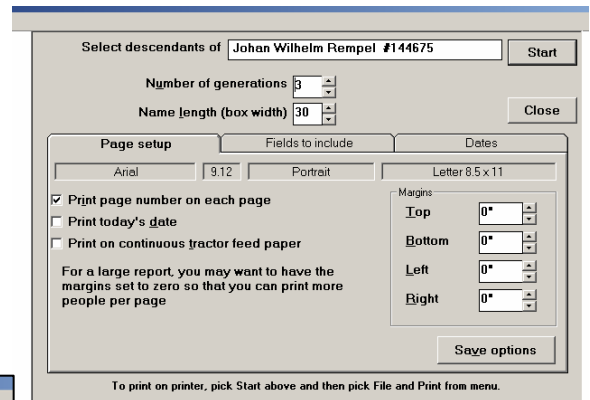 Select descendants of Johan Wilhelm Rempel #144675 Start
Number of generations 3
Name length (box width) 30 Close
Page setup Fields to include Dates
Arial 9.12 Portrait Letter 8.5 x 11
Print page number on each page
Print today's date
Print on continuous tractor feed paper
For a large report, you may want to have the
margins set to zero so that you can print more
people per page
Margins
Top 0"
Bottom 0"
Left 0"
Right 0"
Save options
To print on printer, pick Start above and then pick File and Print from menu.